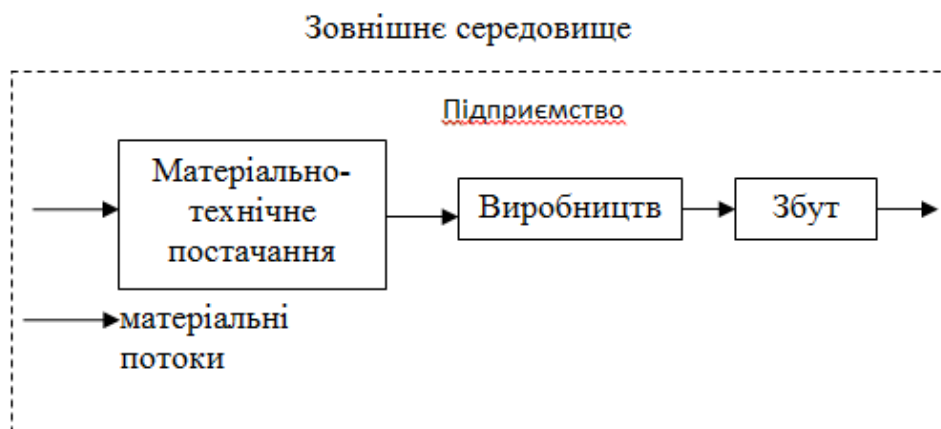 Зовнішнє середовище
Підприємство
Матеріально-
технічне
постачання
Виробництв
Збут
матеріальні
потоки